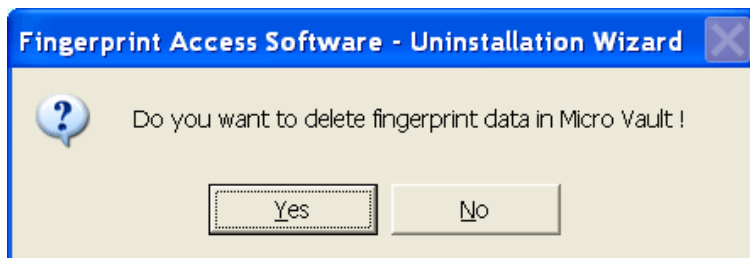 Fingerprint Access Software - Uninstallation Wizard
Do you want to delete fingerprint data in Micro Vault !
Yes
No